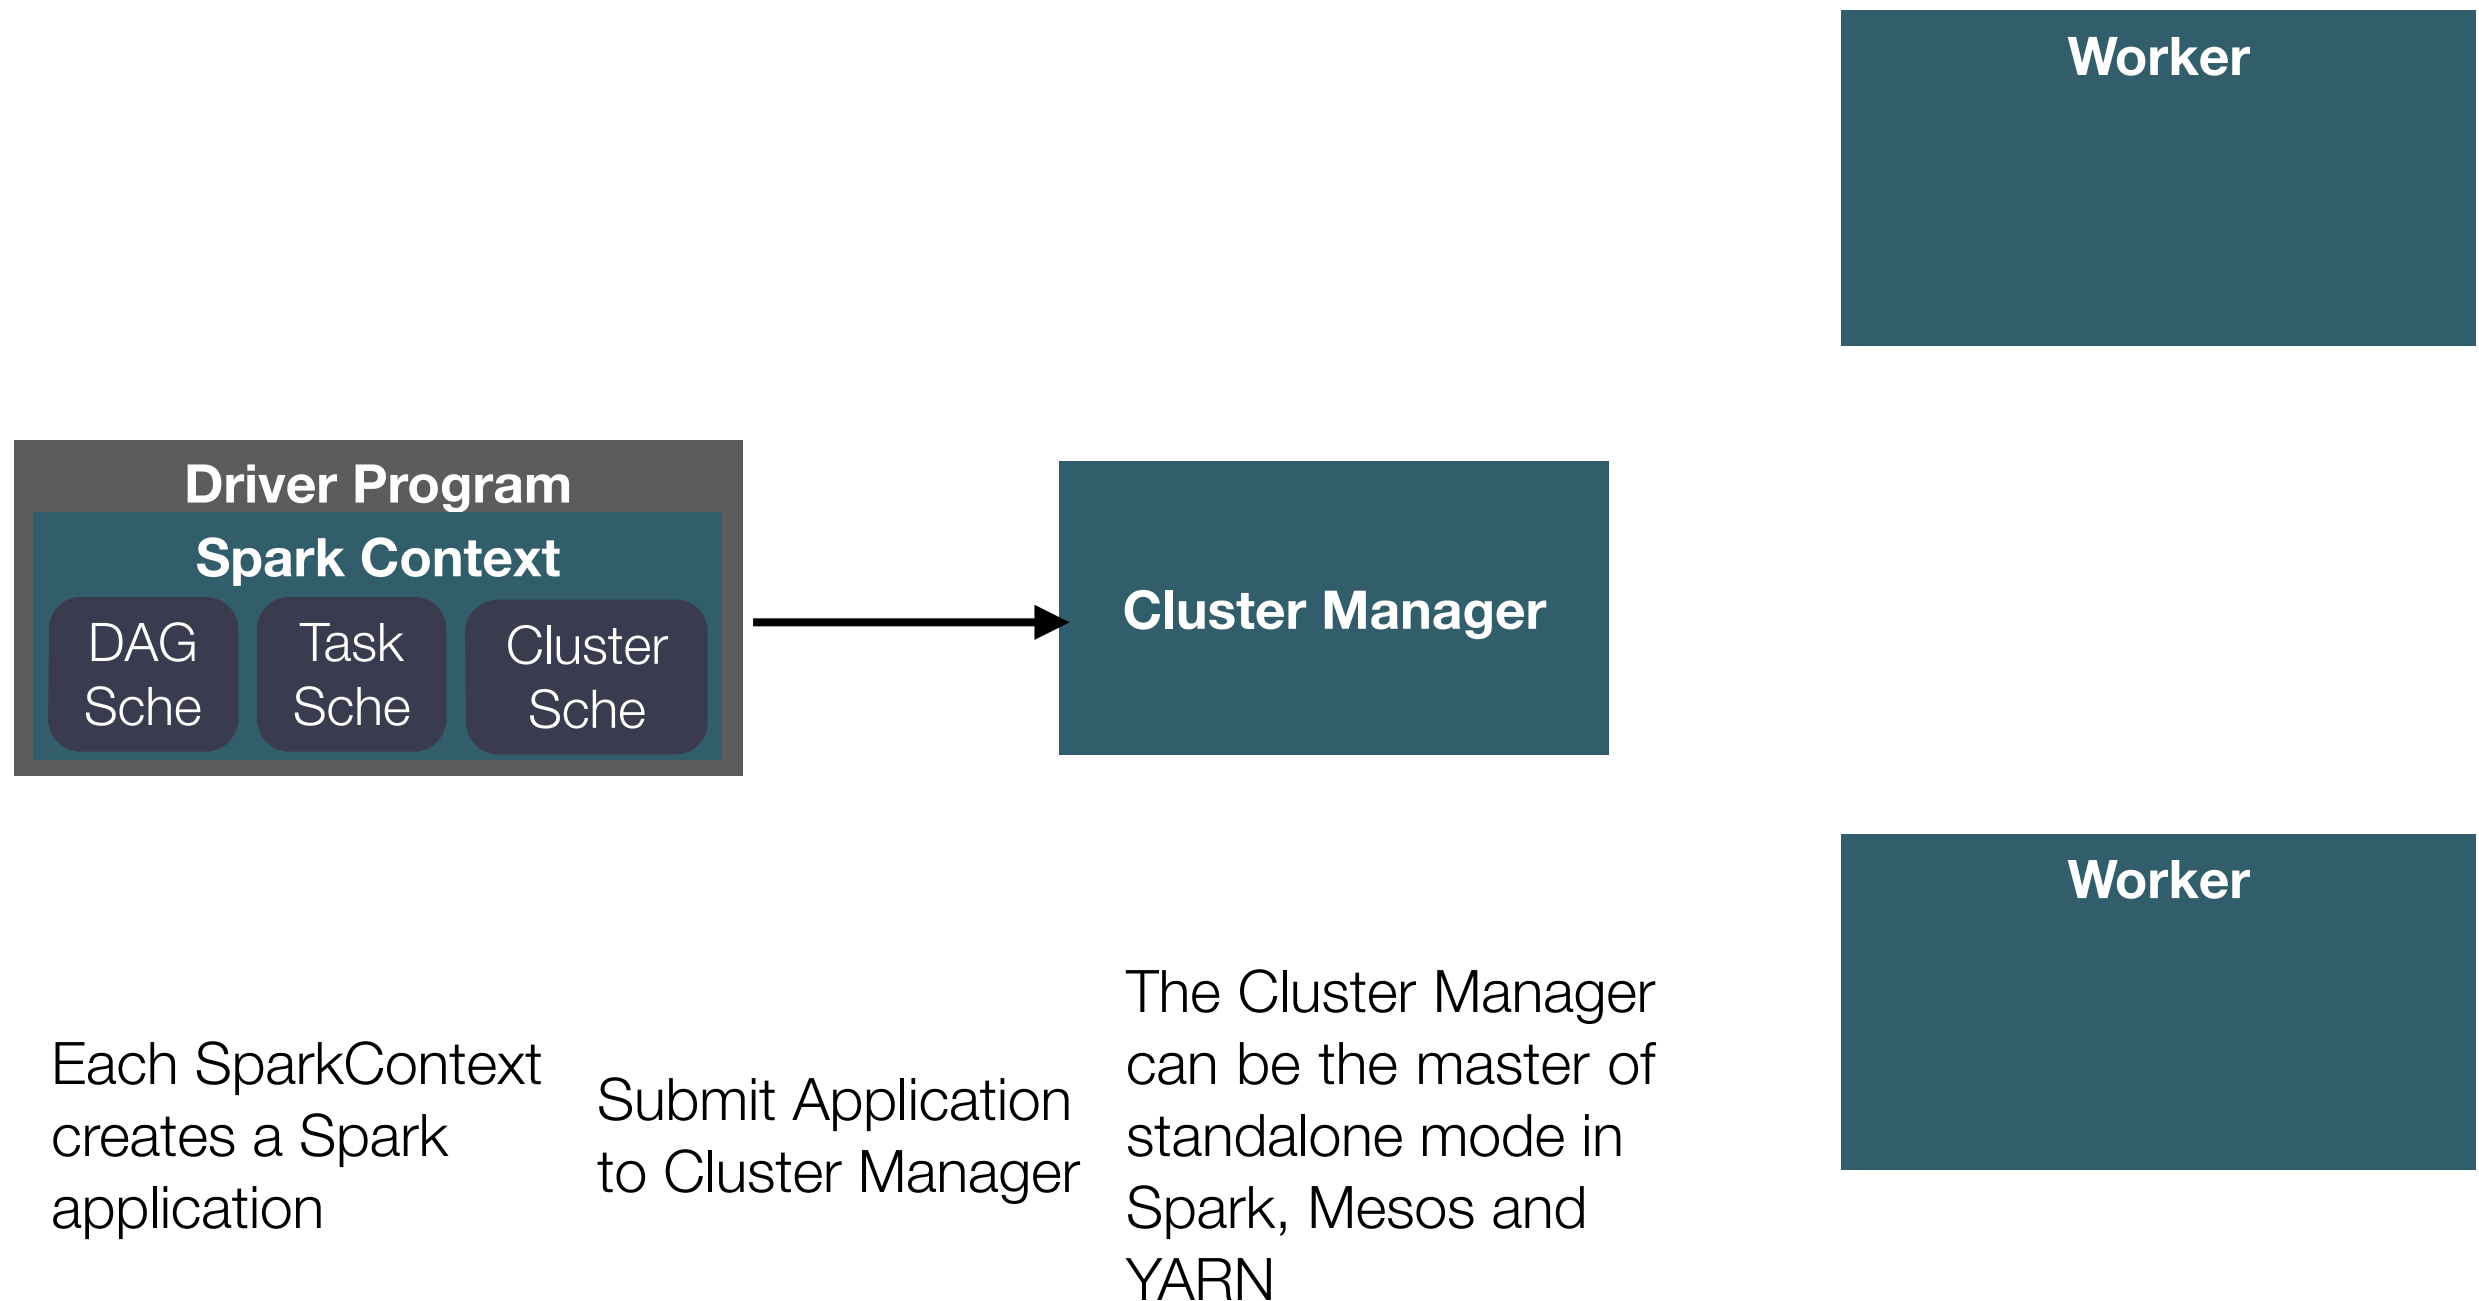 Worker
Driver Program
Spark Context
DAG
Sche
Task
Sche
Cluster
Sche
Cluster Manager
Worker
Each SparkContext
creates a Spark
application
Submit Application
to Cluster Manager
The Cluster Manager
can be the master of
standalone mode in
Spark, Mesos and
YARN